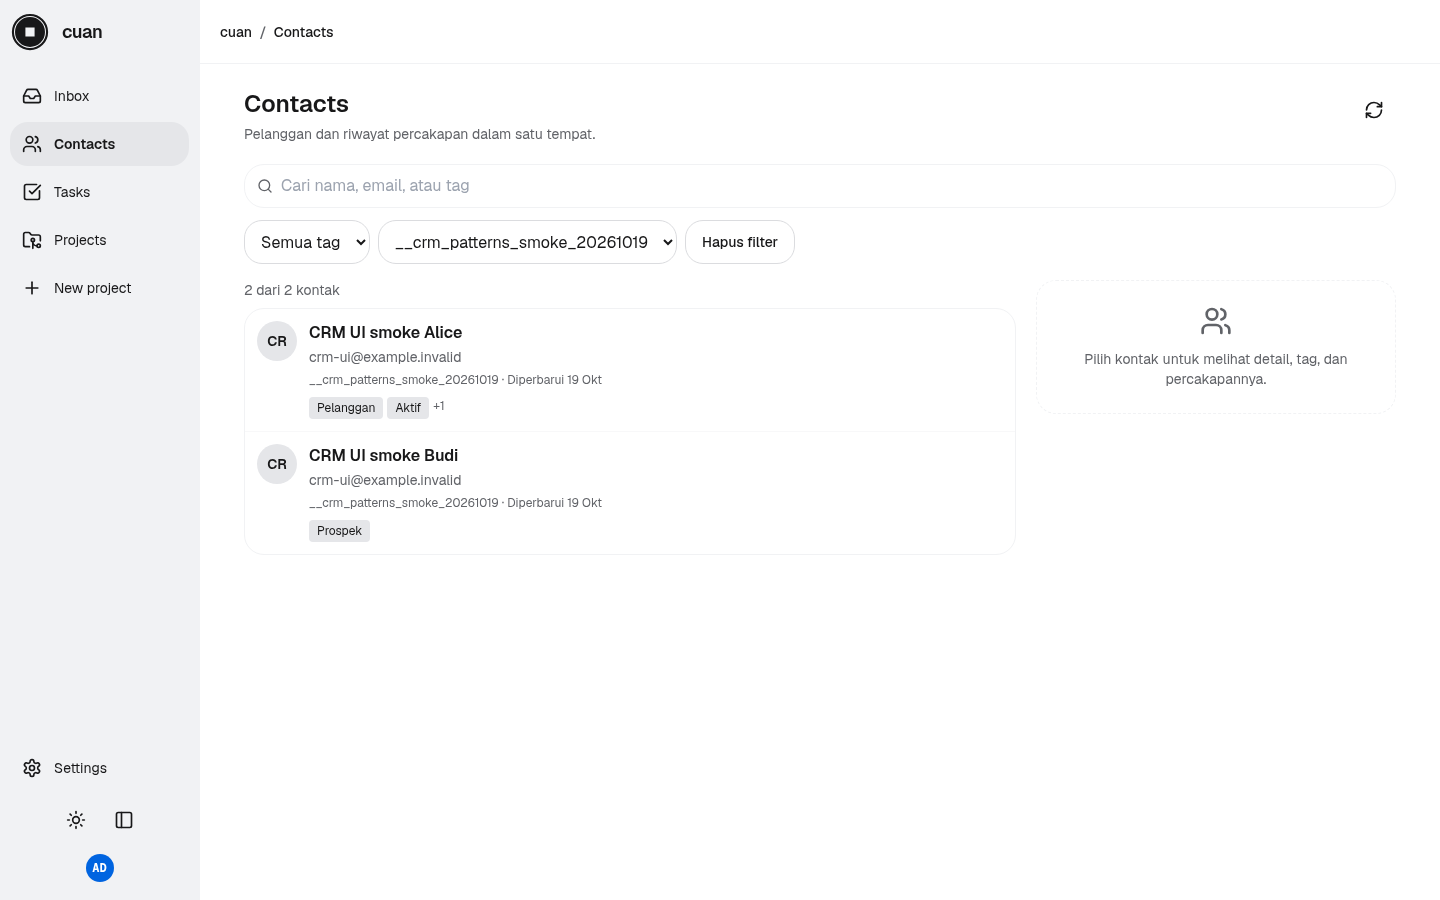 cuan
Inbox
Contacts
Tasks
Projects
New project
Settings
AD
cuan / Contacts
Contacts
Pelanggan dan riwayat percakapan dalam satu tempat.
Cari nama, email, atau tag
Semua tag
__crm_patterns_smoke_20261019
Hapus filter
2 dari 2 kontak
CR
CRM UI smoke Alice
crm-ui@example.invalid
__crm_patterns_smoke_20261019 · Diperbarui 19 Okt
Pelanggan Aktif +1
CR
CRM UI smoke Budi
crm-ui@example.invalid
__crm_patterns_smoke_20261019 · Diperbarui 19 Okt
Prospek
Pilih kontak untuk melihat detail, tag, dan
percakapannya.